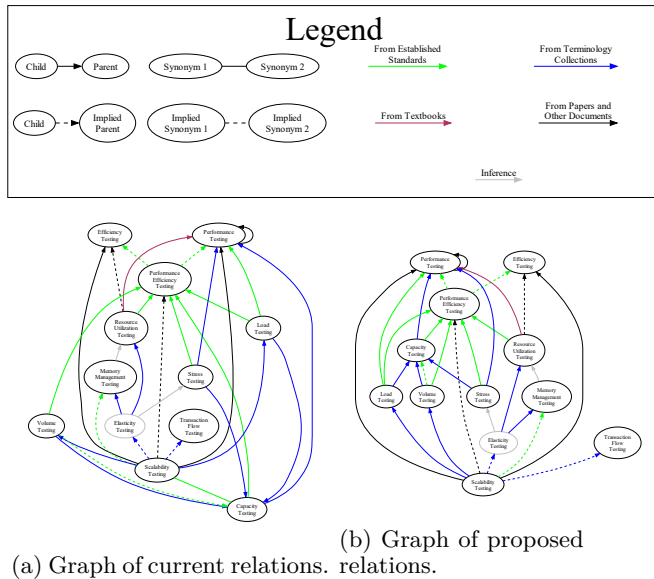 Legend
From Established
Standards
From Terminology
Collections
Child
Parent
Synonym 1
Synonym 2
Child
Implied
Parent
Implied
Synonym 1
Implied
Synonym 2
From Textbooks
From Papers and
Other Documents
Inference
Efficiency
Testing
Performance
Testing
Performance
Efficiency
Testing
Resource
Utilization
Testing
Load
Testing
Memory
Management
Testing
Stress
Testing
Volume
Testing
Elasticity
Testing
Transaction
Flow
Testing
Scalability
Testing
Capacity
Testing
Performance
Testing
Efficiency
Testing
Performance
Efficiency
Testing
Capacity
Testing
Resource
Utilization
Testing
Load
Testing
Volume
Testing
Stress
Testing
Memory
Management
Testing
Elasticity
Testing
Transaction
Flow
Testing
Scalability
Testing
(a) Graph of current relations.
(b) Graph of proposed
relations.